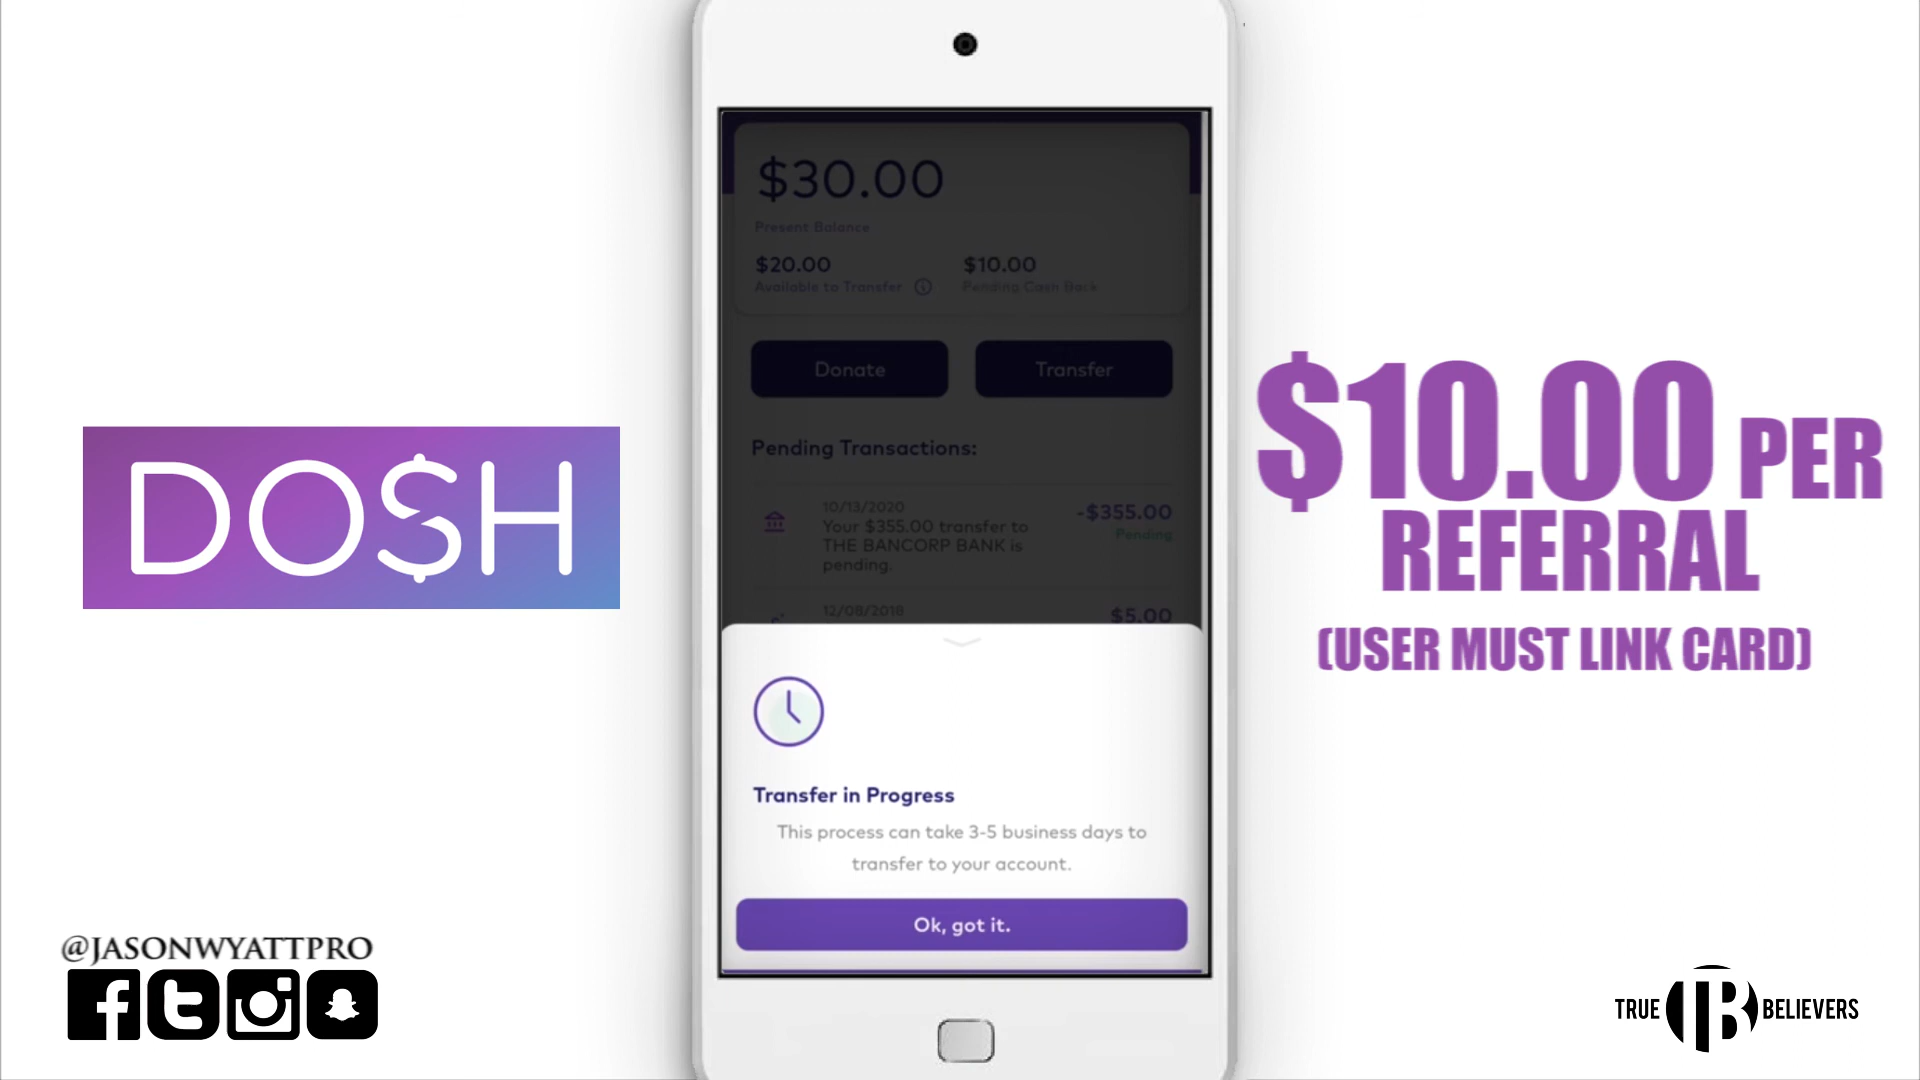 $30.00
Present Balance
$20.00 $10.00
Available to Transfer Pending Cash Back
Donate Transfer
Pending Transactions:
10/13/2020
Your $355.00 transfer to
THE BANCORP BANK is
pending.
-$355.00
Pending
12/08/2018 $5.00
Transfer in Progress
This process can take 3-5 business days to
transfer to your account.
Ok, got it.
DO$H
$10.00 PER
REFERRAL
(USER MUST LINK CARD)
@JASONWYATTPRO
TRUE TB BELIEVERS